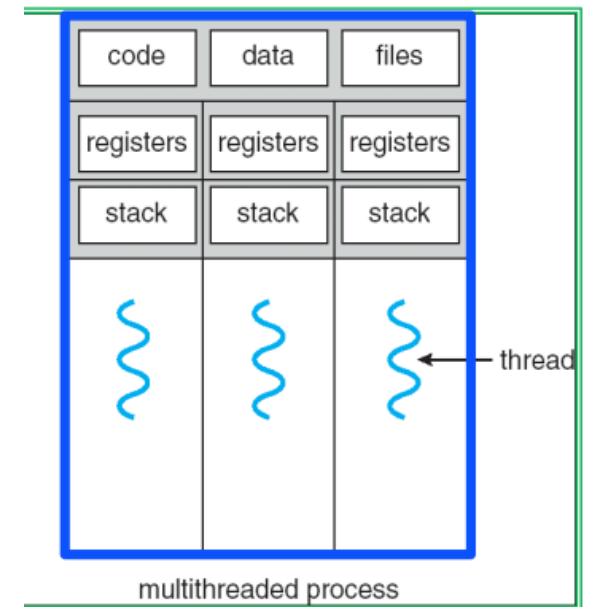 code data files
registers registers registers
stack stack stack
thread
multithreaded process